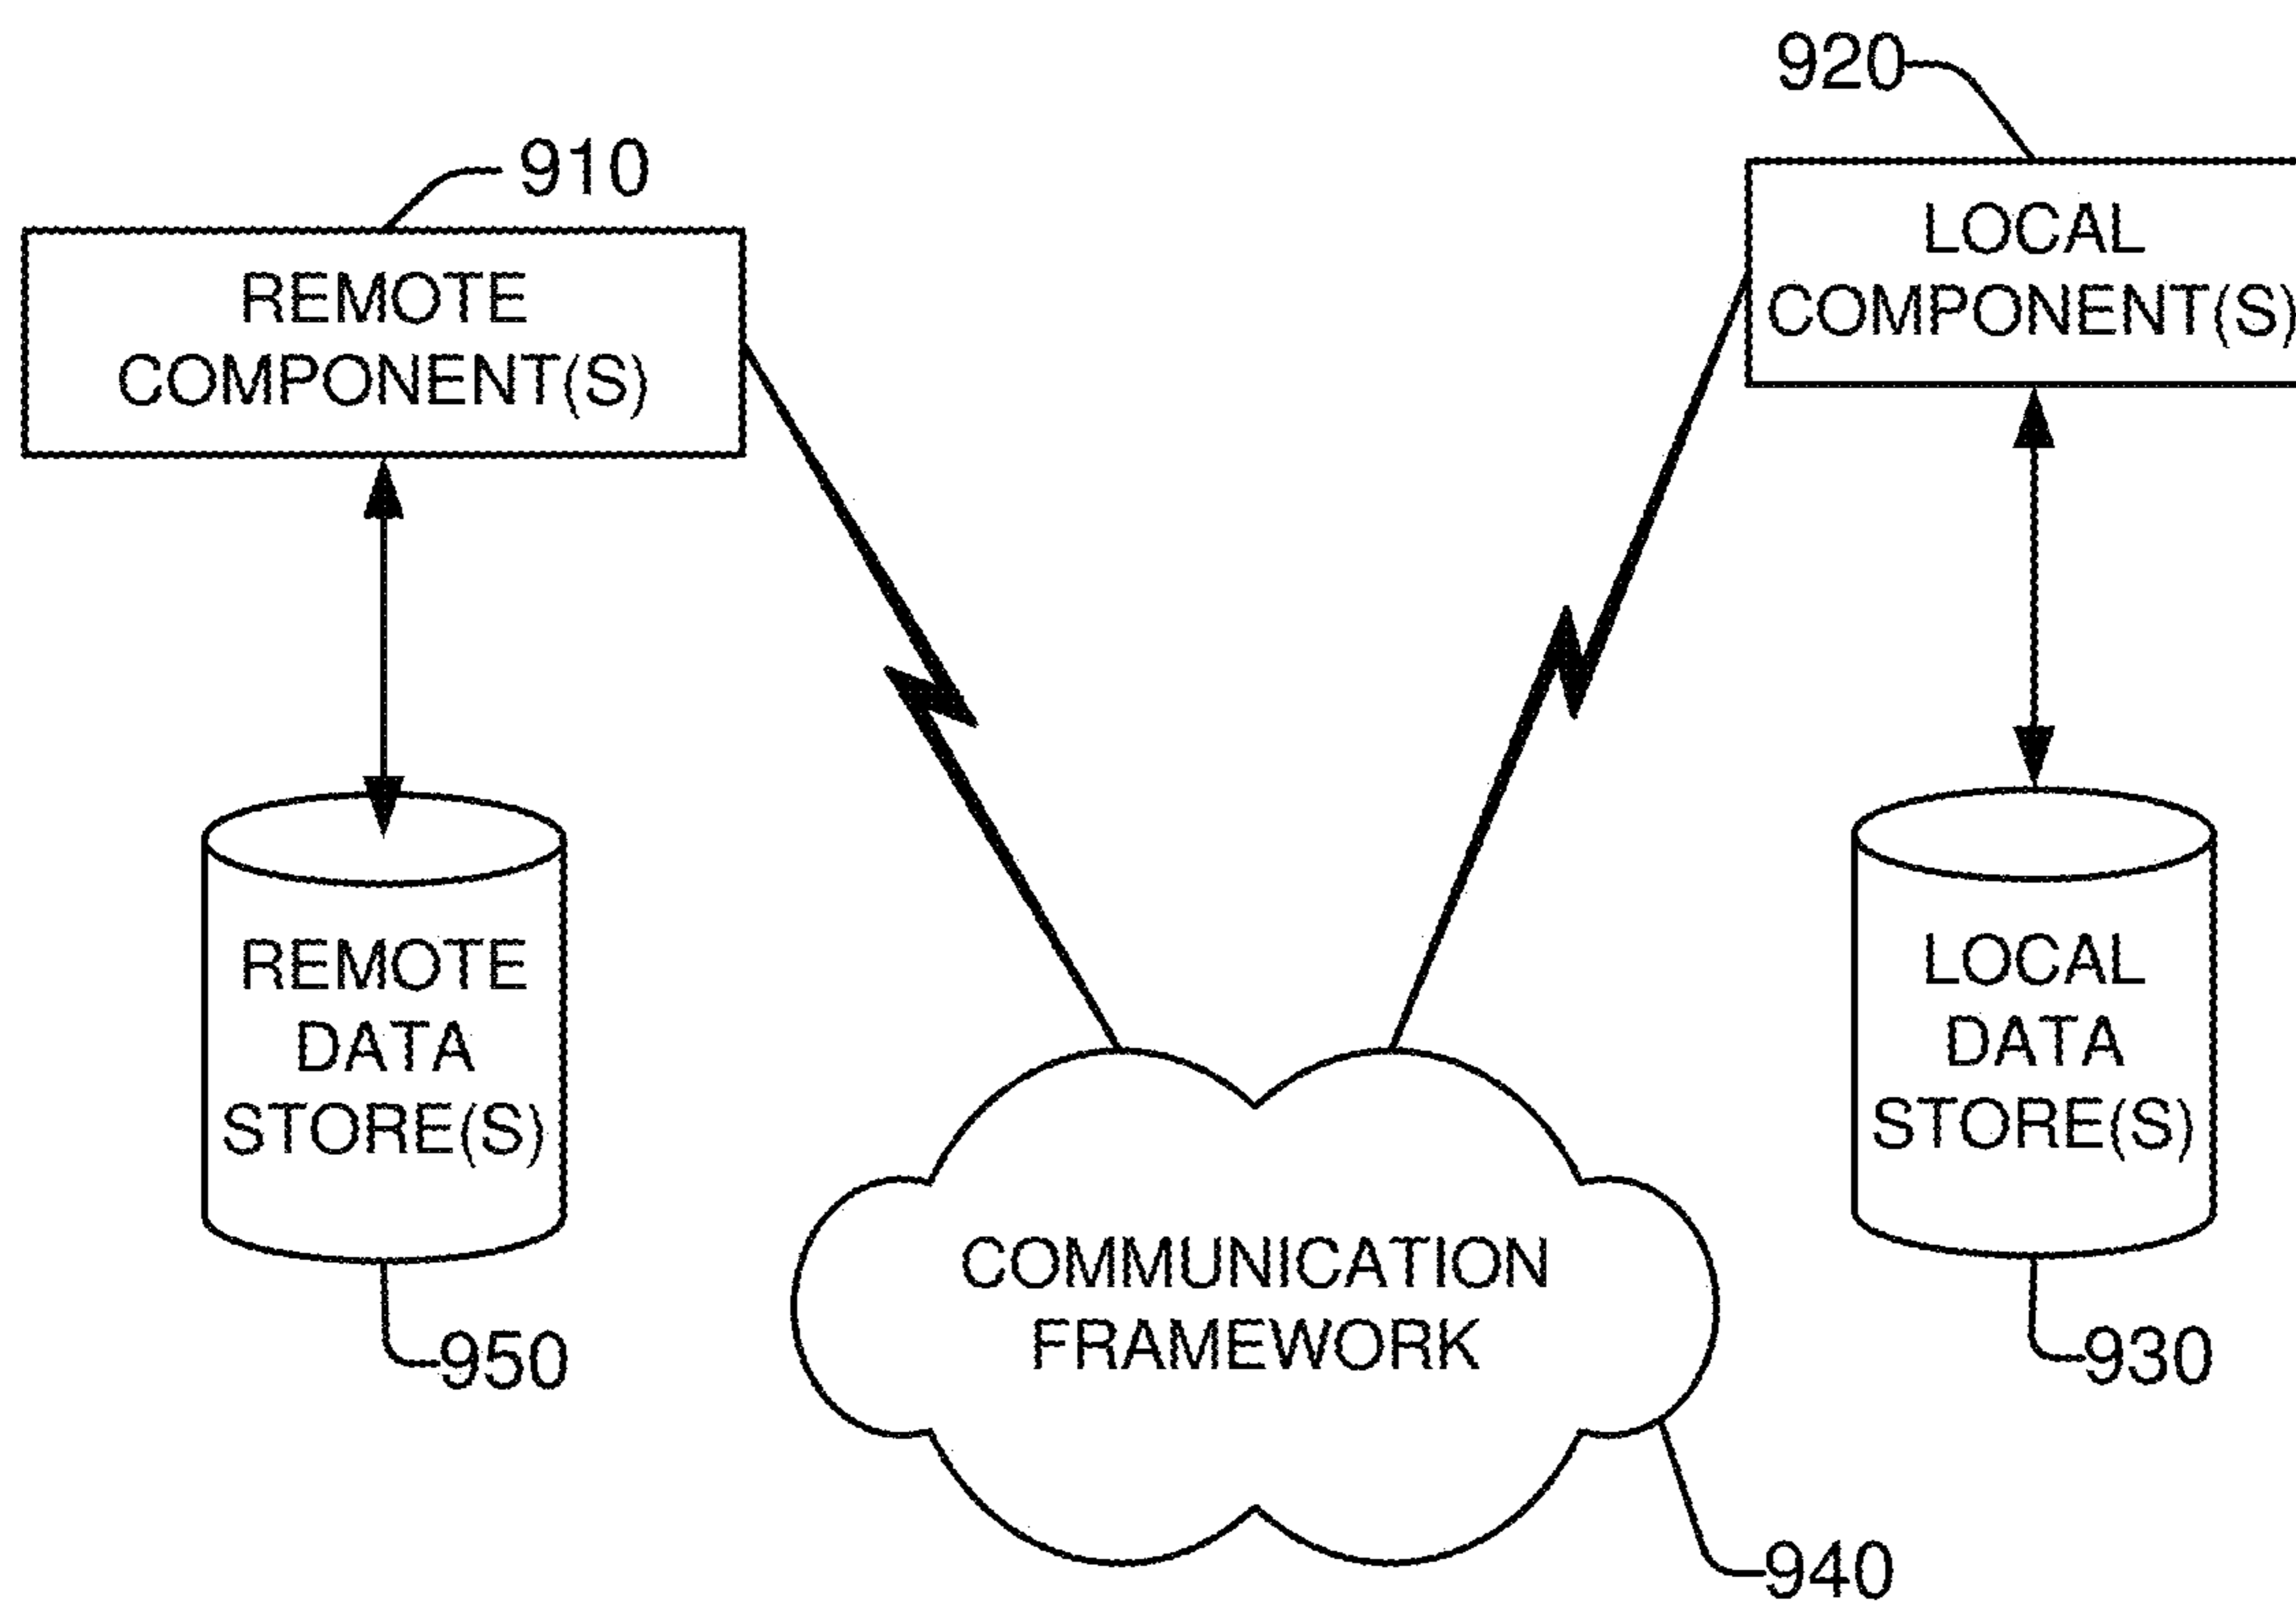 920
910
LOCAL
COMPONENT(S)
REMOTE
COMPONENT(S)
REMOTE
DATA
STORE(S)
LOCAL
DATA
STORE(S)
COMMUNICATION
FRAMEWORK
950
930
940